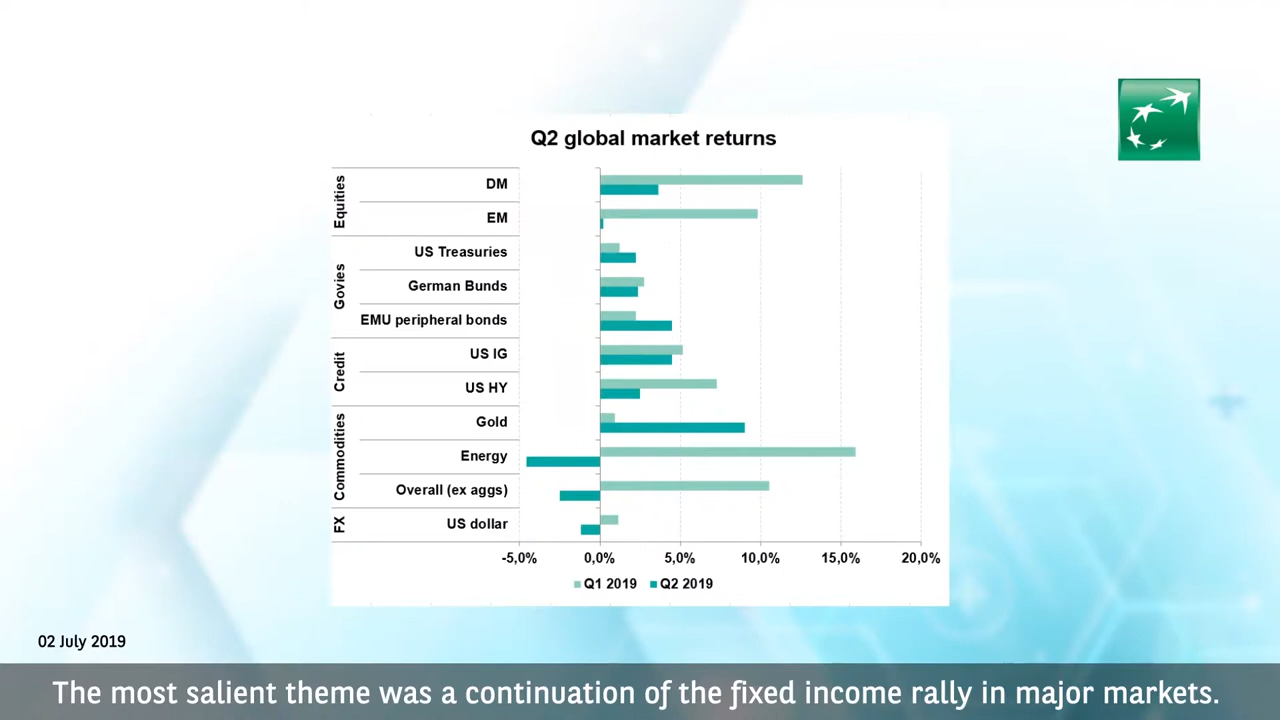 Q2 global market returns
Equities
DM
EM
Govies
US Treasuries
German Bunds
EMU peripheral bonds
Credit
US IG
US HY
Commodities
Gold
Energy
Overall (ex aggs)
FX
US dollar
-5,0% 0,0% 5,0% 10,0% 15,0% 20,0%
Q1 2019 Q2 2019
02 July 2019
The most salient theme was a continuation of the fixed income rally in major markets.